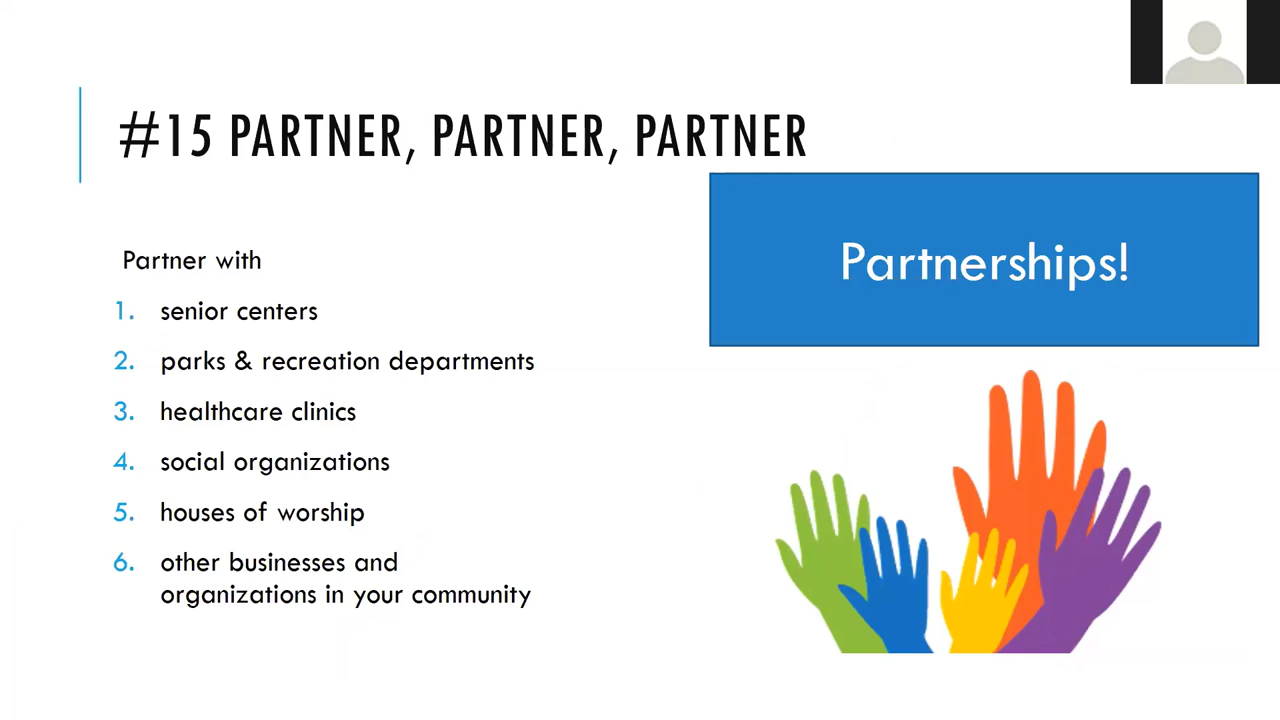 #15 PARTNER, PARTNER, PARTNER
Partnerships!
Partner with
1. senior centers
2. parks & recreation departments
3. healthcare clinics
4. social organizations
5. houses of worship
6. other businesses and
organizations in your community